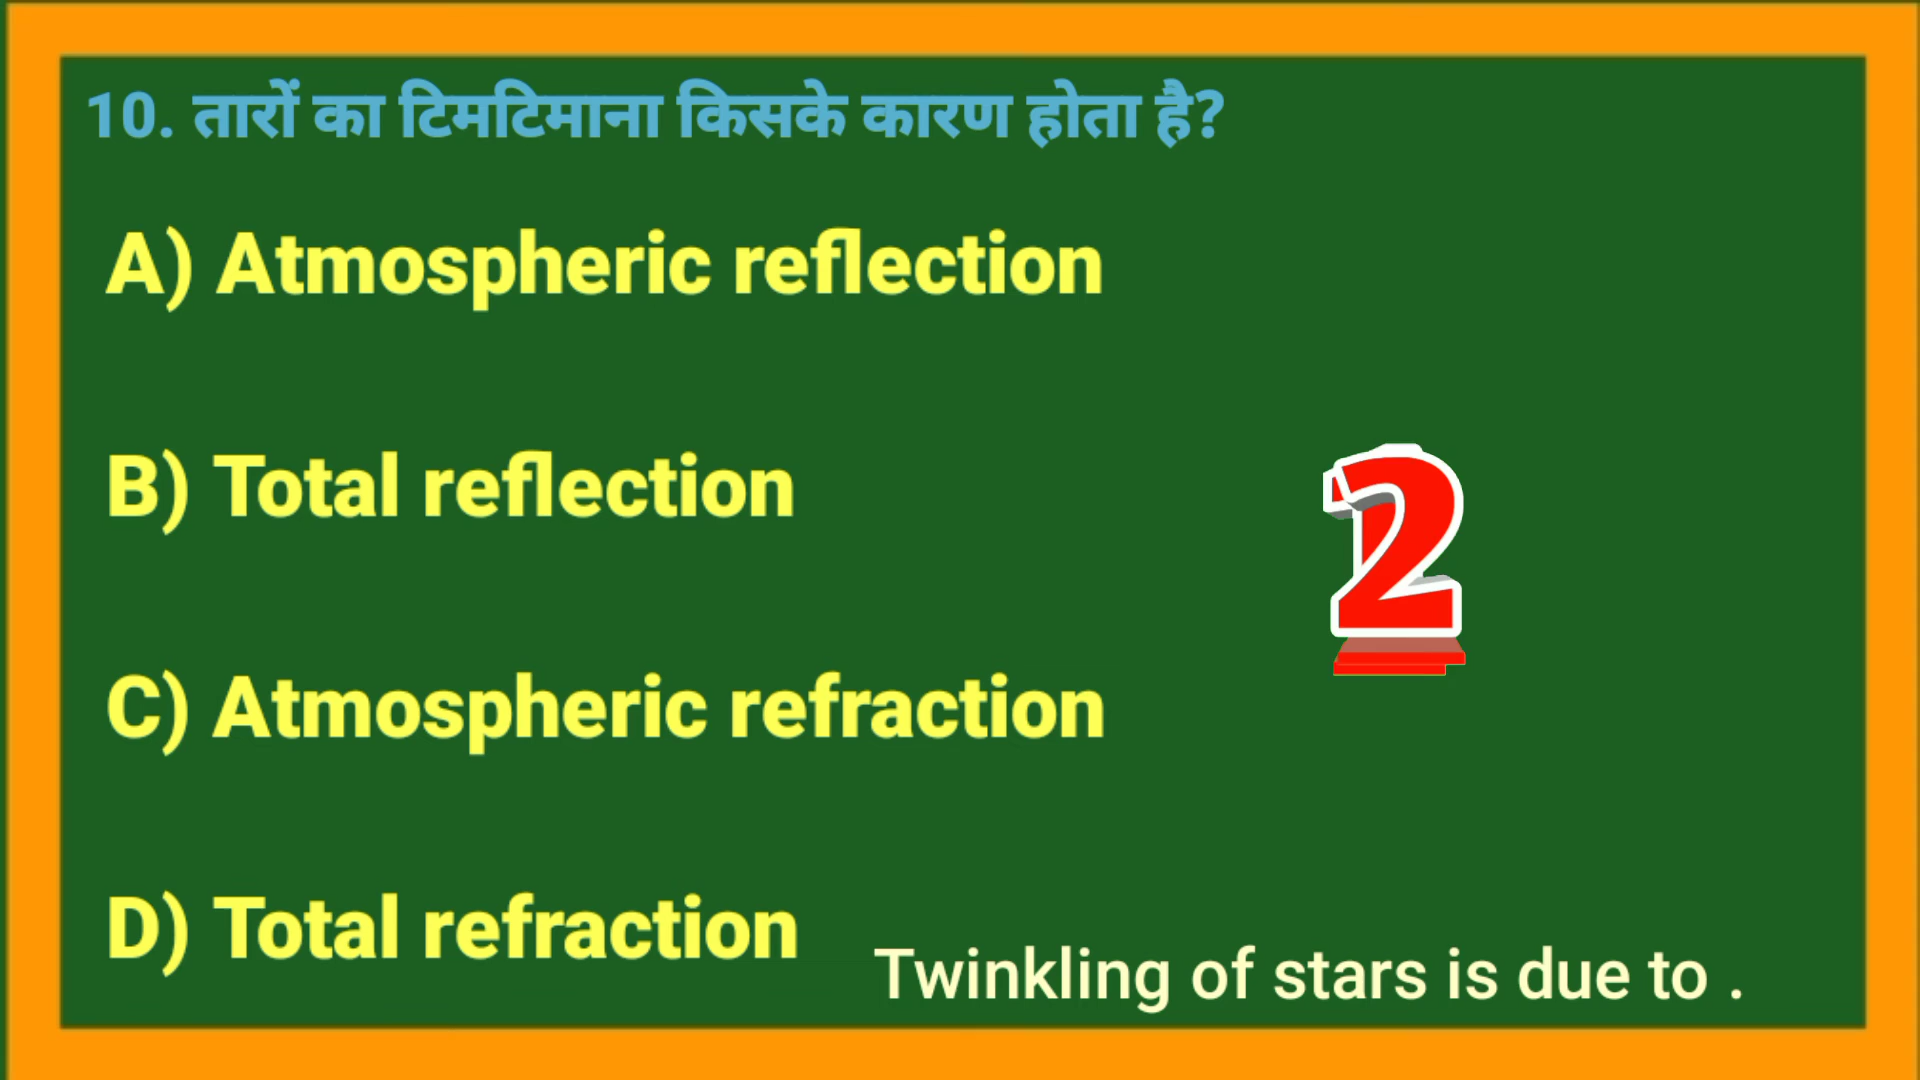 10. तारों का टिमटिमाना किसके कारण होता है?
A) Atmospheric reflection
B) Total reflection
2
C) Atmospheric refraction
D) Total refraction
Twinkling of stars is due to .